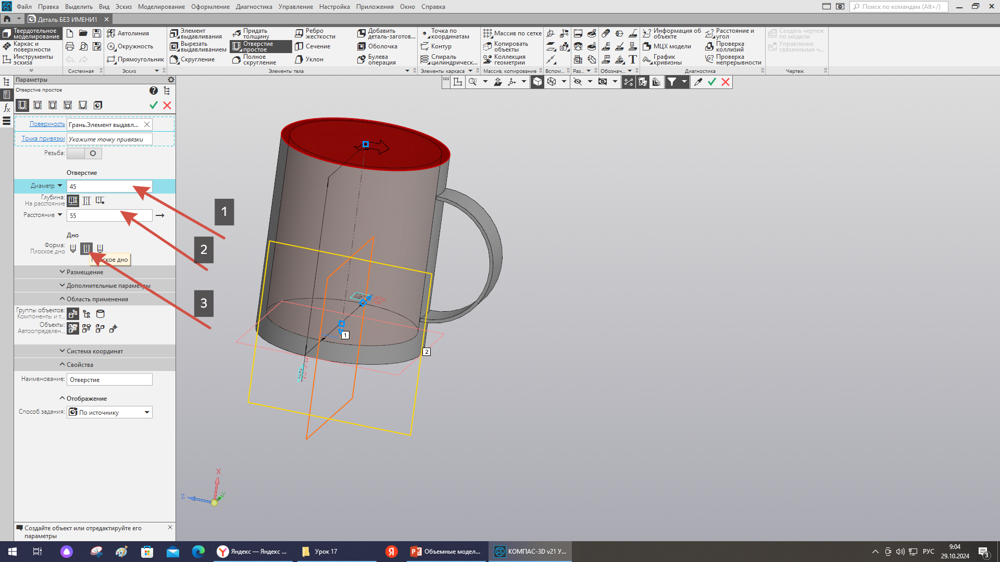 Файл Правка Выделить Вид Эскиз Моделирование Оформление Диагностика Управление Настройка Приложения Окно Справка
Поиск по командам (Alt+/)
Деталь БЕЗ ИМЕНИ1
Твердотельное моделирование
Каркас и поверхности
Инструменты эскиза
Системная
Автолиния
Окружность
Прямоугольник
Эскиз
Элемент выдавливания
Вырезать выдавливанием
Скругление
Придать толщину
Отверстие простое
Полное скругление
Ребро жесткости
Сечение
Уклон
Добавить деталь-заготов...
Оболочка
Булева операция
Элементы тела
Точка по координатам
Контур
Спираль цилиндрическ...
Элементы каркаса
Массив по сетке
Копировать объекты
Коллекция геометрии
Массив, копирование
Вспом...
Раз...
Обознач...
Информация об объекте
МЦХ модели
График кривизны
Расстояние и угол
Проверка коллизий
Проверка непрерывности
Диагностика
Создать чертеж по модели
Управление связанными ч...
Чертеж
Параметры
Отверстие простое
Поверхность Грань.Элемент выдавл...
Точка привязки Укажите точку привязки
Резьба:
Отверстие
Диаметр 45
Глубина:
На расстояние
Расстояние 55
Дно
Форма:
Плоское дно
ское дно
Размещение
Дополнительные параметры
Область применения
Группы объектов:
Компоненты и т...
Объекты:
Автоопределен...
Система координат
Свойства
Наименование: Отверстие
Отображение
Способ задания: По источнику
Создайте объект или отредактируйте его
параметры
1
2
3
1
2
X
Y
Z
Яндекс — Яндекс ...
Урок 17
Я
Объемные модел...
КОМПАС-3D v21 У...
РУС
9:04
29.10.2024
3